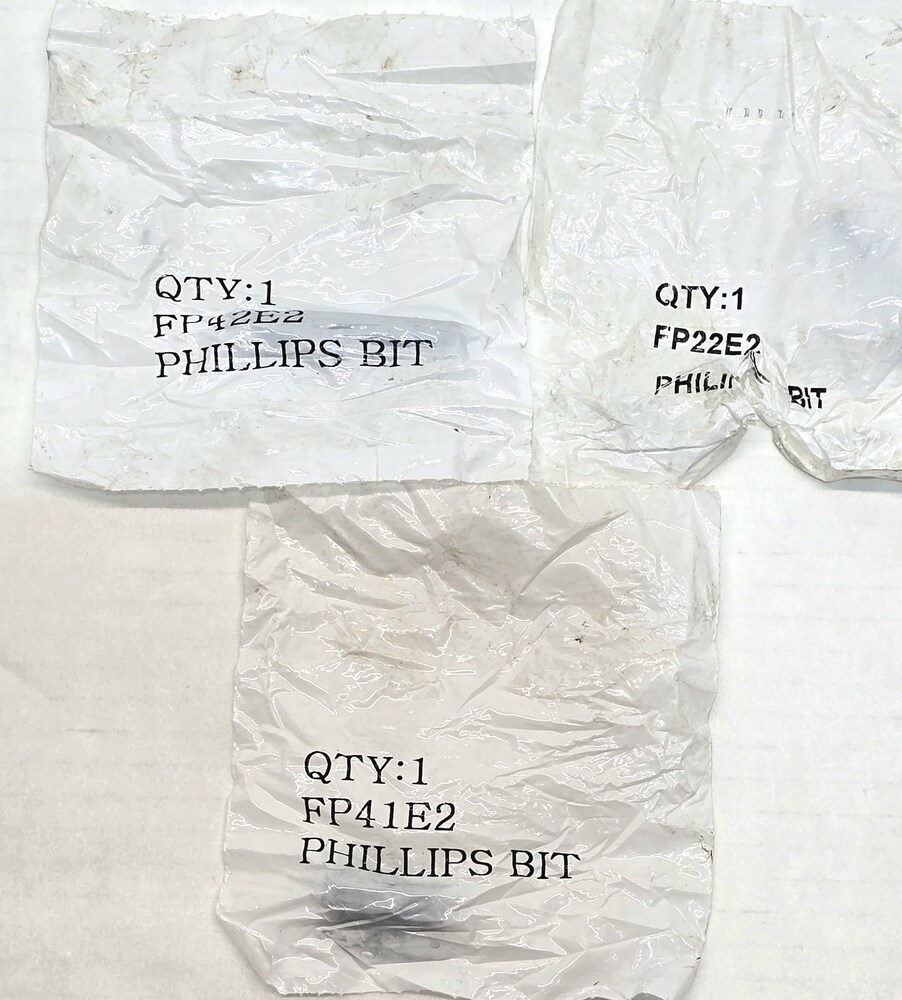 QTY:1
FP42E2
PHILLIPS BIT
QTY:1
FP22E2
BIT
QTY:1
FP41E2
PHILLIPS BIT